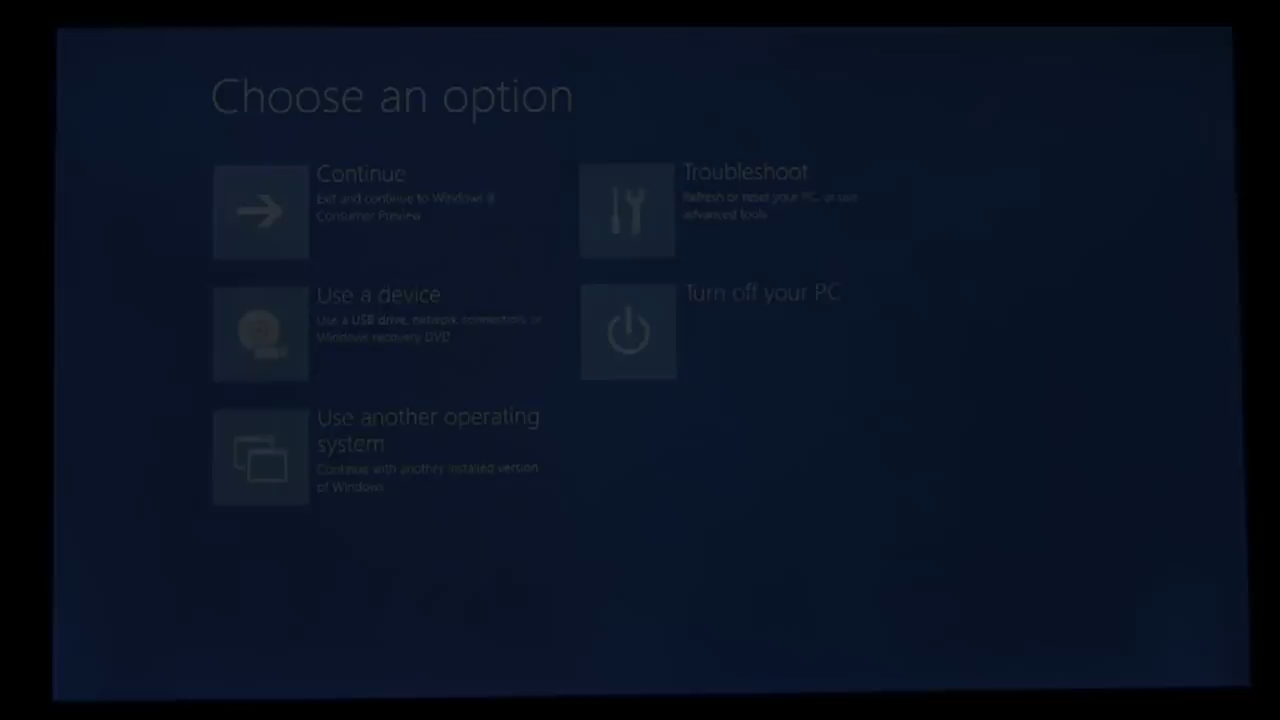 Choose an option
Continue
Exit and continue to Windows 8
Consumer Preview
Troubleshoot
Refresh or reset your PC, or use
advanced tools
Use a device
Use a USB drive, network connection, or
Windows recovery DVD
Turn off your PC
Use another operating
system
Continue with another installed version
of Windows